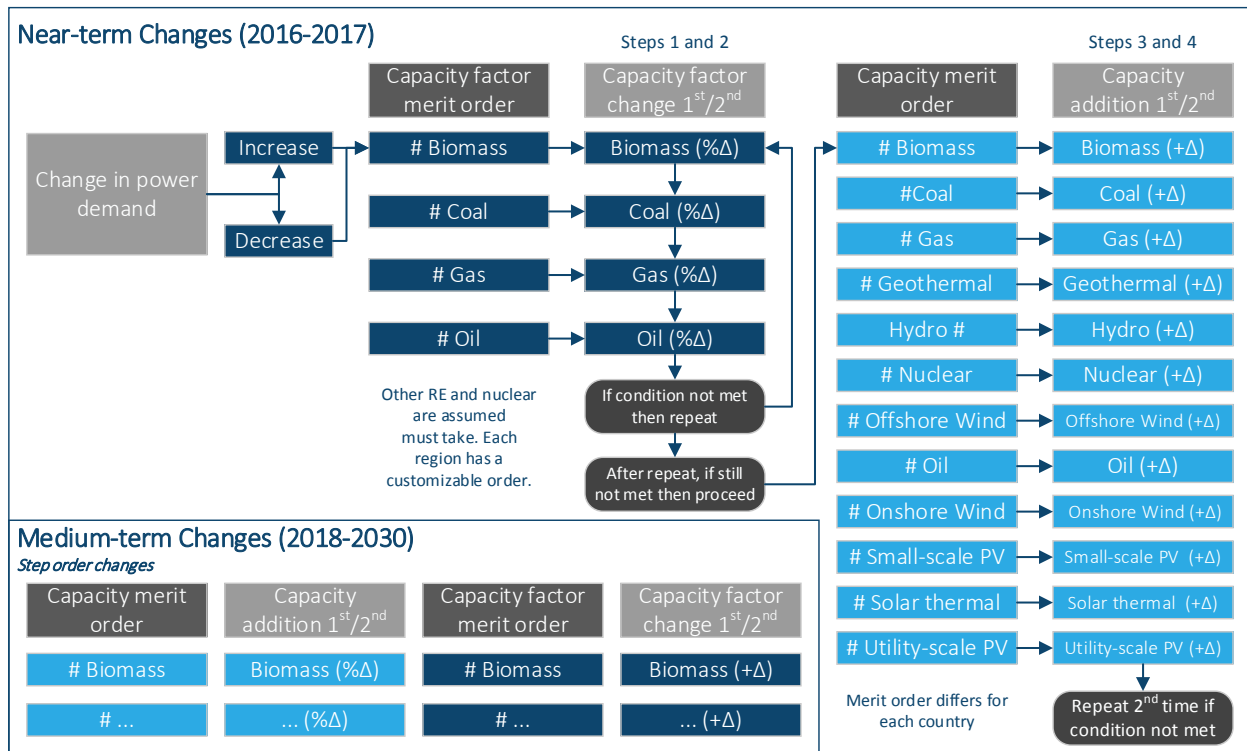 Near-term Changes (2016-2017)
Steps 1 and 2
Steps 3 and 4
Capacity factor
merit order
Capacity factor
change 1st/2nd
Capacity merit
order
Capacity
addition 1st/2nd
Change in power
demand
Increase
Decrease
# Biomass
Biomass (%Δ)
# Coal
Coal (%Δ)
# Gas
Gas (%Δ)
# Oil
Oil (%Δ)
Other RE and nuclear
are assumed
must take. Each
region has a
customizable order.
If condition not met
then repeat
After repeat, if still
not met then proceed
# Biomass
Biomass (+Δ)
#Coal
Coal (+Δ)
# Gas
Gas (+Δ)
# Geothermal
Geothermal (+Δ)
Hydro #
Hydro (+Δ)
# Nuclear
Nuclear (+Δ)
# Offshore Wind
Offshore Wind (+Δ)
# Oil
Oil (+Δ)
# Onshore Wind
Onshore Wind (+Δ)
# Small-scale PV
Small-scale PV (+Δ)
# Solar thermal
Solar thermal (+Δ)
# Utility-scale PV
Utility-scale PV (+Δ)
Merit order differs for
each country
Repeat 2nd time if
condition not met
Medium-term Changes (2018-2030)
Step order changes
Capacity merit
order
Capacity
addition 1st/2nd
Capacity factor
merit order
Capacity factor
change 1st/2nd
# Biomass
Biomass (%Δ)
# Biomass
Biomass (+Δ)
# ...
... (%Δ)
# ...
... (+Δ)